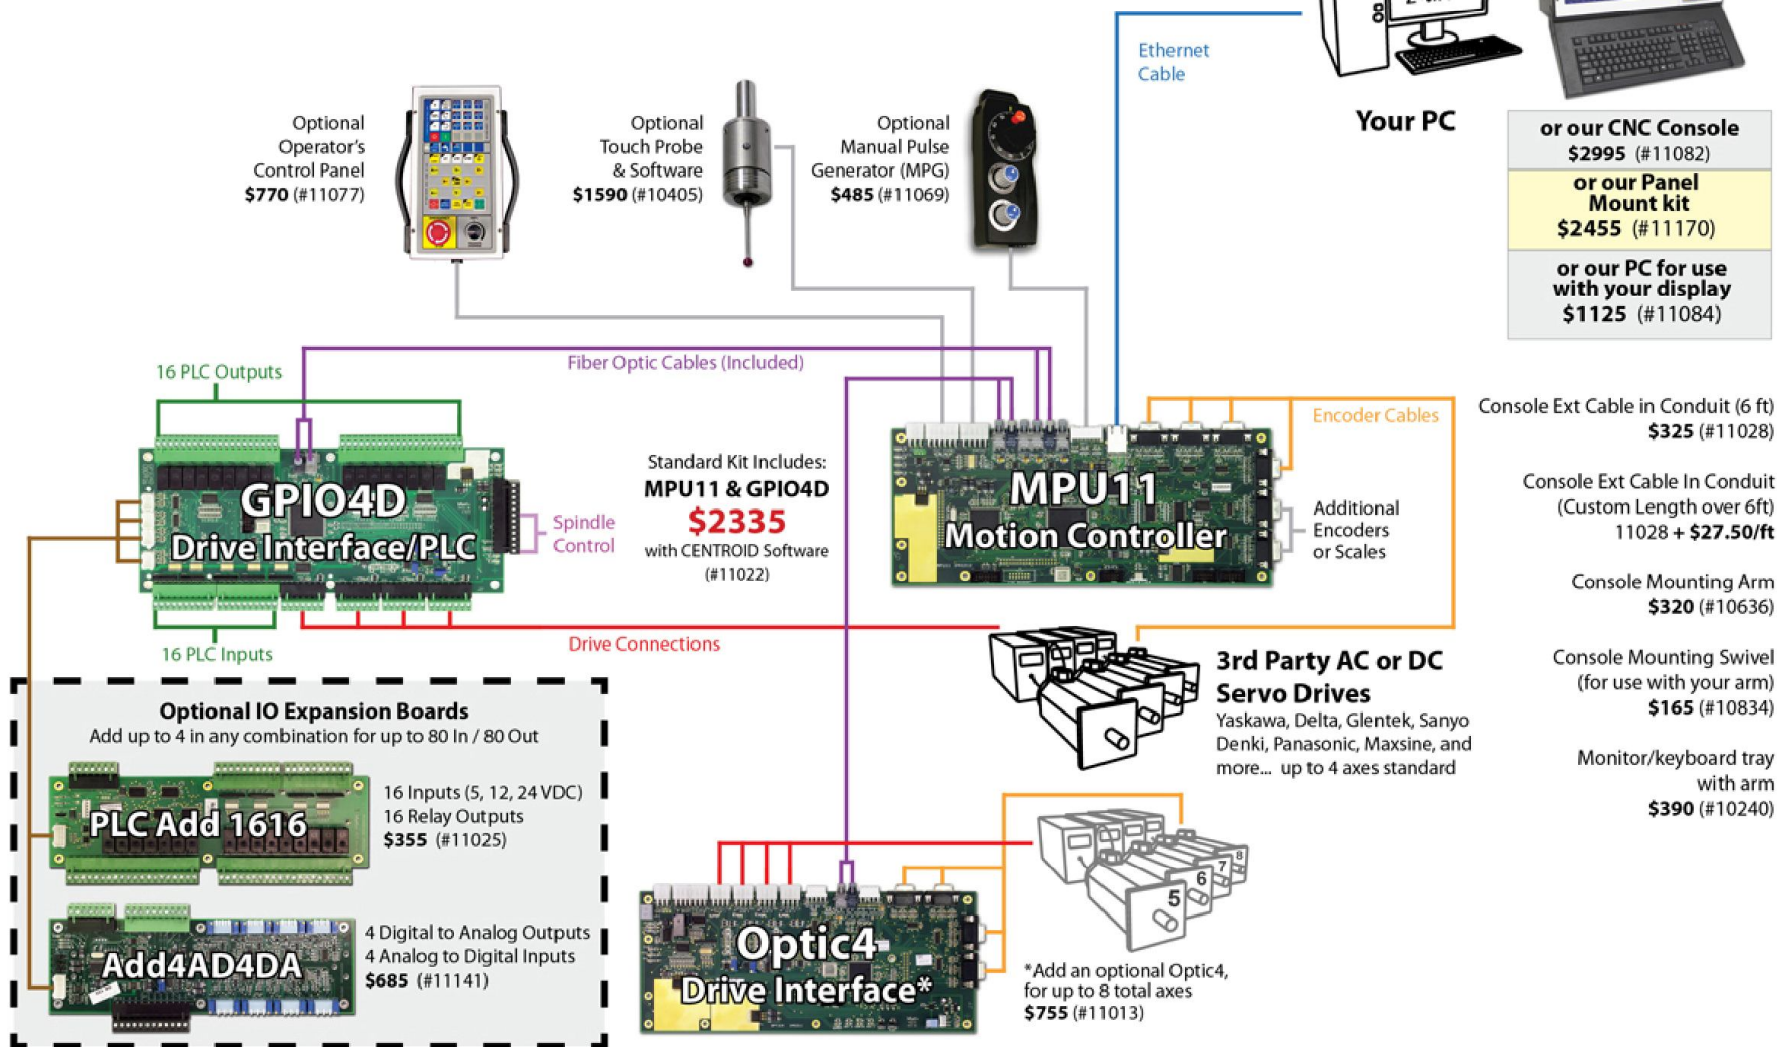 Ethernet
Cable
Your PC
or our CNC Console
$2995 (#11082)
or our Panel
Mount kit
$2455 (#11170)
or our PC for use
with your display
$1125 (#11084)
Optional
Operator's
Control Panel
$770 (#11077)
Optional
Touch Probe
& Software
$1590 (#10405)
Optional
Manual Pulse
Generator (MPG)
$485 (#11069)
16 PLC Outputs
Fiber Optic Cables (Included)
Encoder Cables
GPIO4D
Drive Interface/PLC
Spindle
Control
Standard Kit Includes:
MPU11 & GPIO4D
$2335
with CENTROID Software
(#11022)
MPU11
Motion Controller
Additional
Encoders
or Scales
Console Ext Cable in Conduit (6 ft)
$325 (#11028)
Console Ext Cable In Conduit
(Custom Length over 6ft)
11028 + $27.50/ft
Console Mounting Arm
$320 (#10636)
Console Mounting Swivel
(for use with your arm)
$165 (#10834)
Monitor/keyboard tray
with arm
$390 (#10240)
16 PLC Inputs
Drive Connections
3rd Party AC or DC
Servo Drives
Yaskawa, Delta, Glentek, Sanyo
Denki, Panasonic, Maxsine, and
more... up to 4 axes standard
Optional IO Expansion Boards
Add up to 4 in any combination for up to 80 In / 80 Out
PLC Add 1616
16 Inputs (5, 12, 24 VDC)
16 Relay Outputs
$355 (#11025)
Add4AD4DA
4 Digital to Analog Outputs
4 Analog to Digital Inputs
$685 (#11141)
Optic4
Drive Interface*
5
6
7
8
*Add an optional Optic4,
for up to 8 total axes
$755 (#11013)